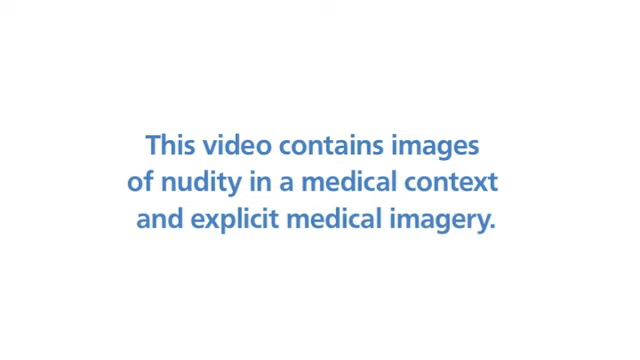 This video contains images
of nudity in a medical context
and explicit medical imagery.